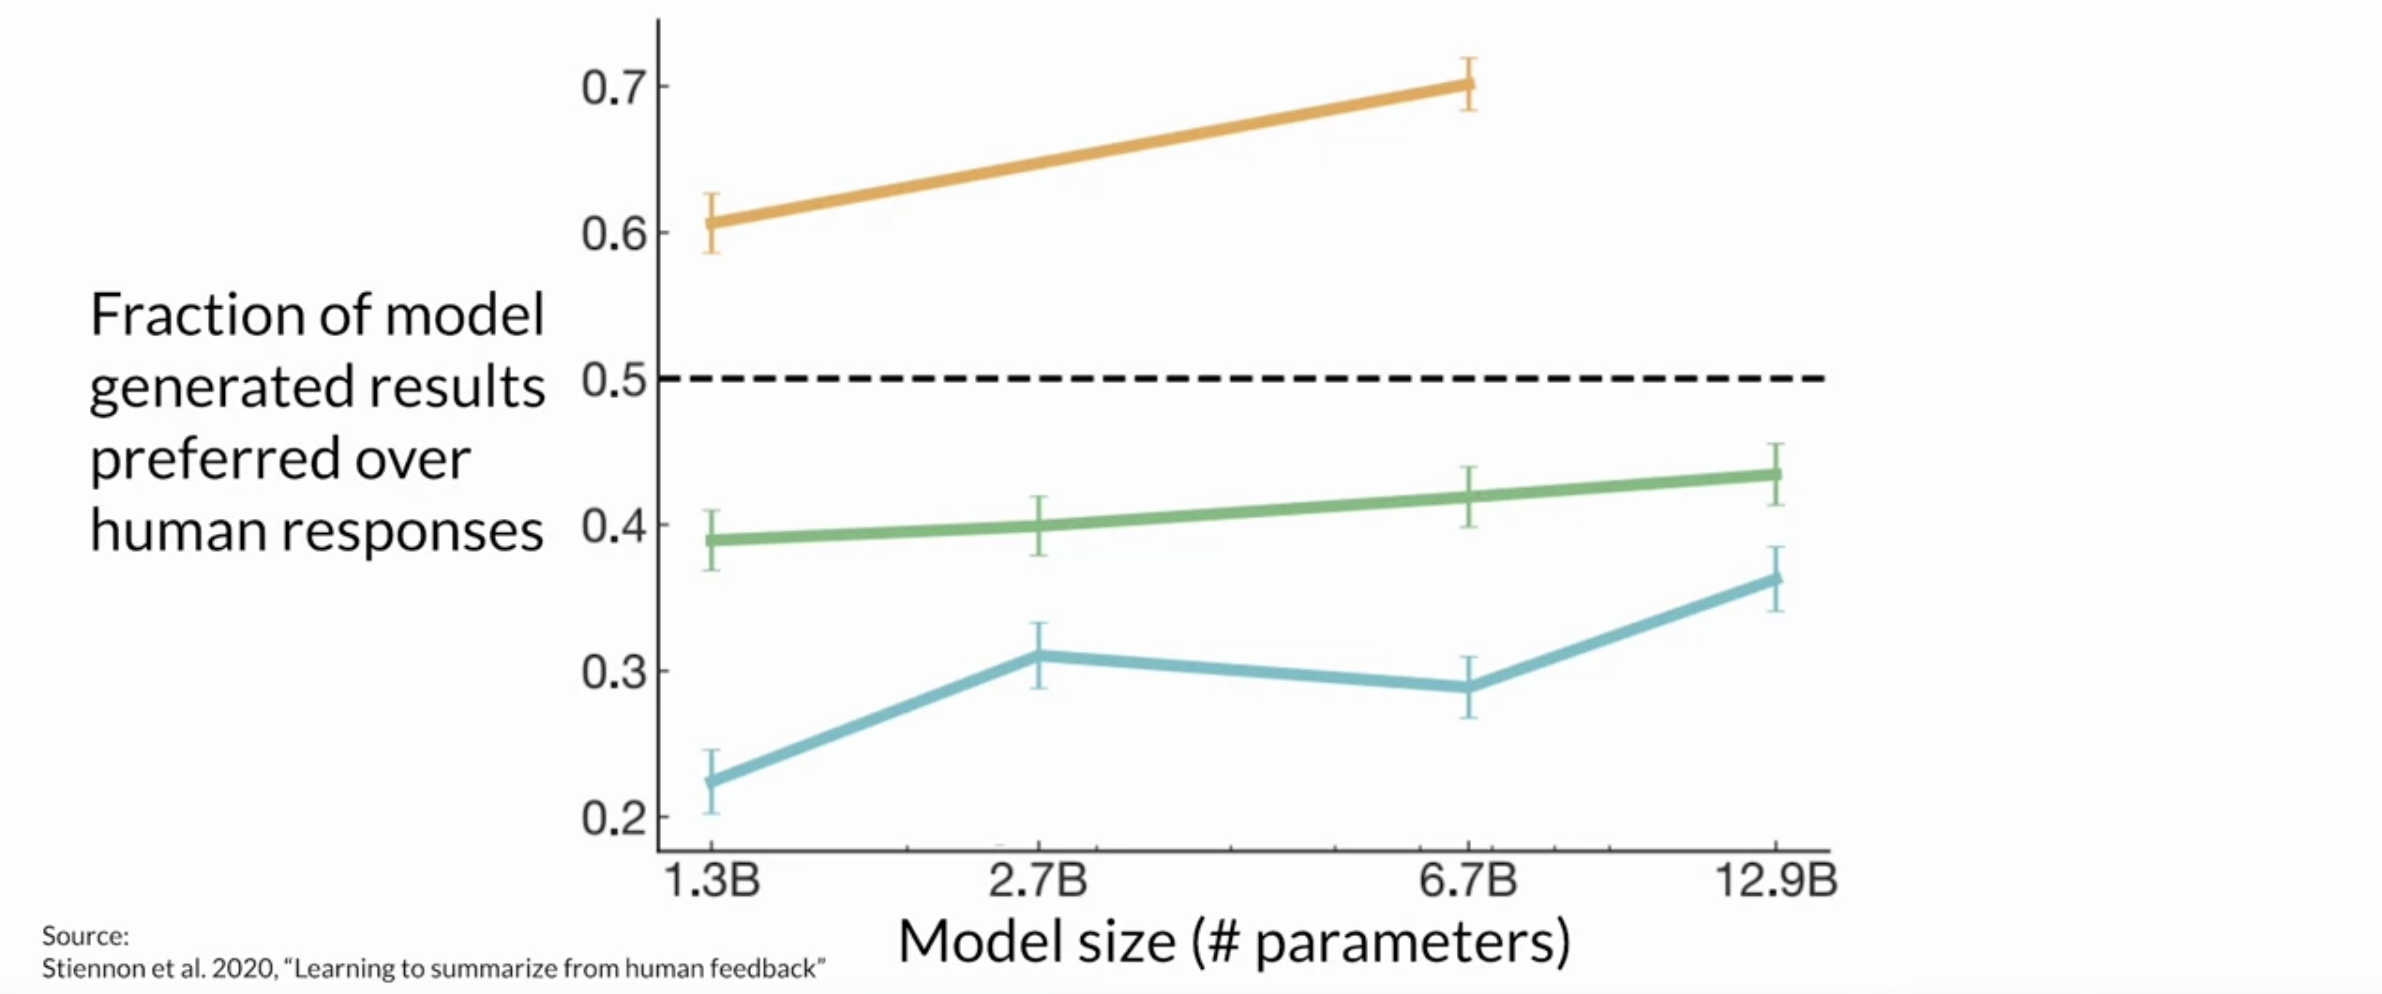 0.7
0.6
Fraction of model
generated results
preferred over
human responses
0.5
0.4
0.3
0.2
1.3B 2.7B 6.7B 12.9B
Model size (# parameters)
Source:
Stiennon et al. 2020, “Learning to summarize from human feedback”